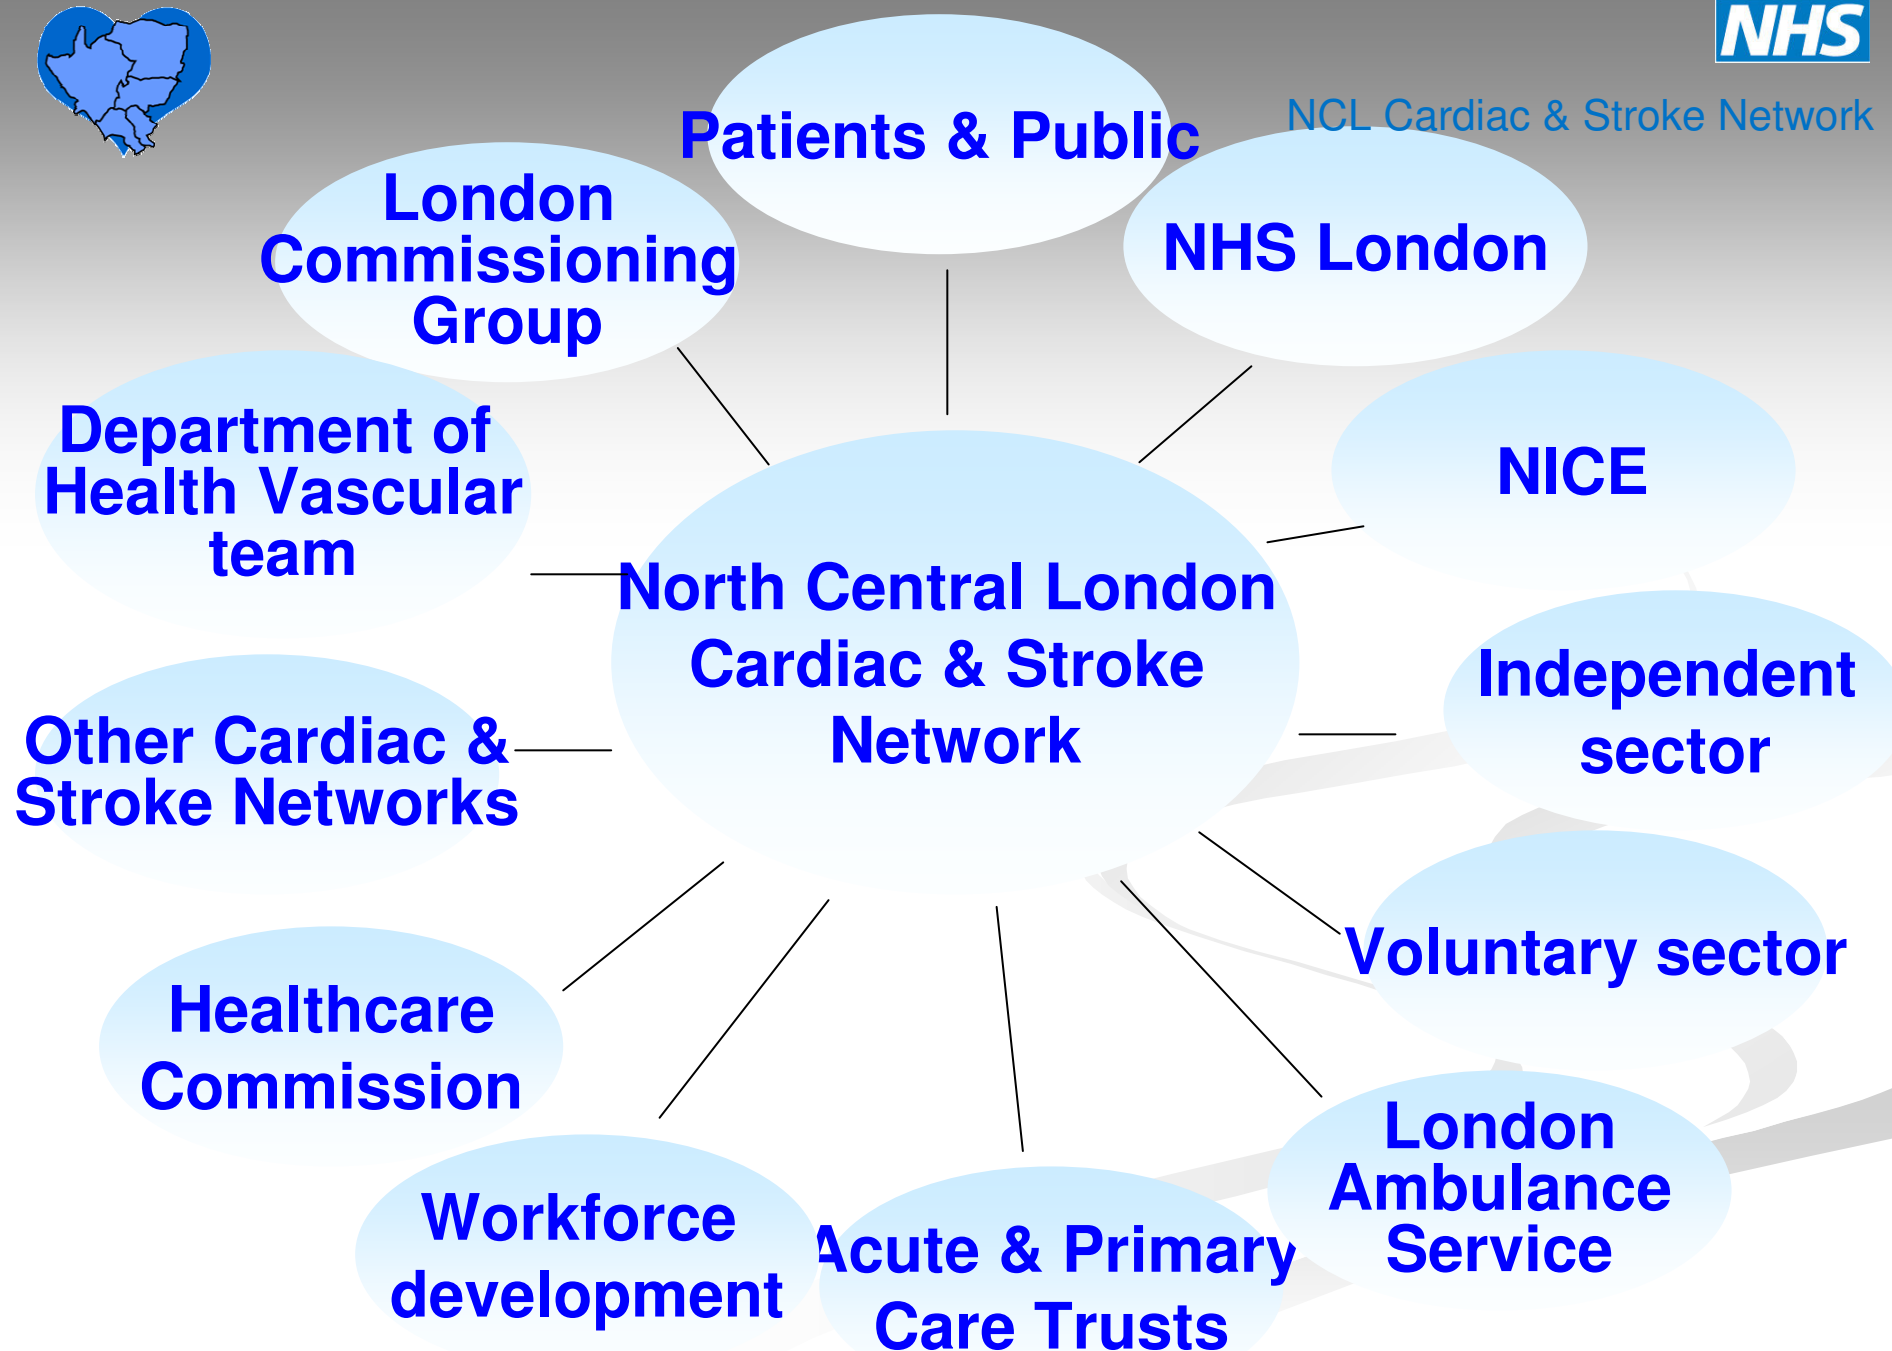 NHS
NCL Cardiac & Stroke Network
Patients & Public
London
Commissioning
Group
NHS London
Department of
Health Vascular
team
NICE
North Central London
Cardiac & Stroke
Network
Independent
sector
Other Cardiac &
Stroke Networks
Voluntary sector
Healthcare
Commission
London
Ambulance
Service
Workforce
development
Acute & Primary
Care Trusts